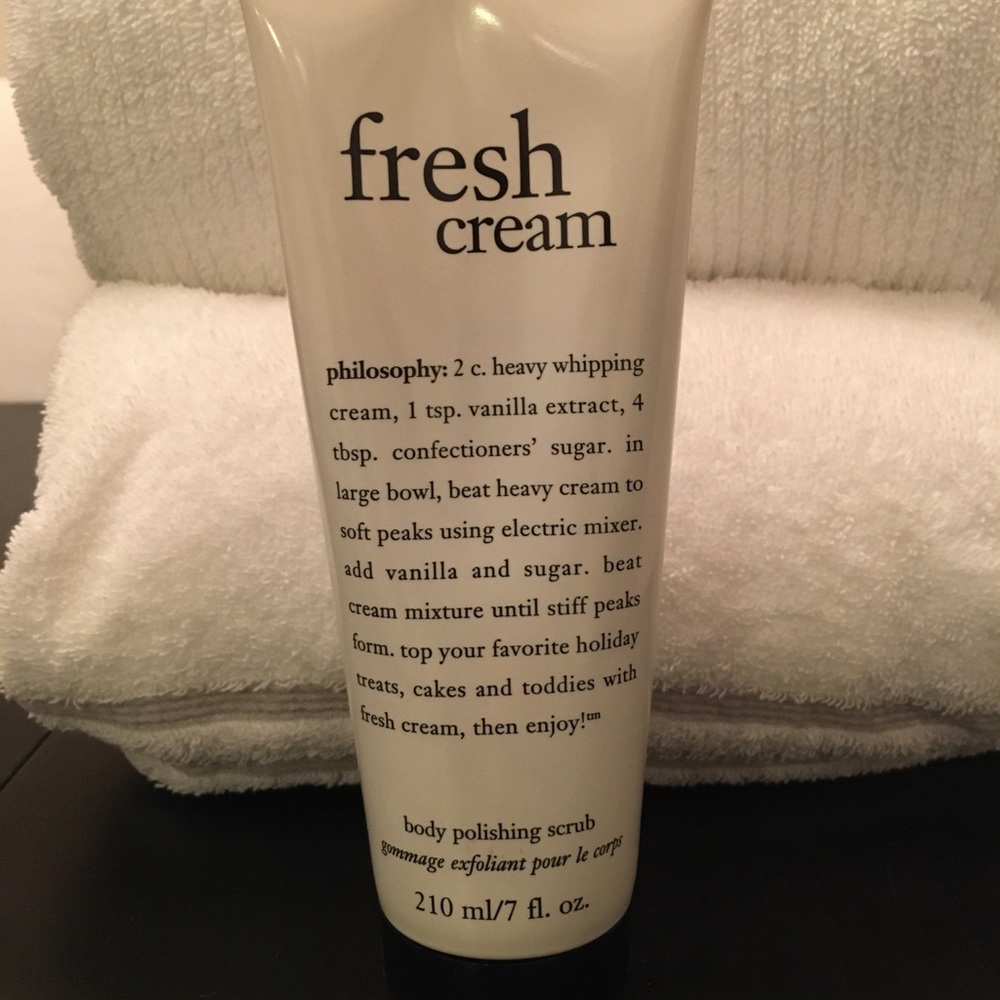 fresh
cream
philosophy: 2 c. heavy whipping
cream, 1 tsp. vanilla extract, 4
tbsp. confectioners’ sugar. in
large bowl, beat heavy cream to
soft peaks using electric mixer.
add vanilla and sugar. beat
cream mixture until stiff peaks
form. top your favorite holiday
treats, cakes and toddies with
fresh cream, then enjoy!™
body polishing scrub
gommage exfoliant pour le corps
210 ml/7 fl. oz.